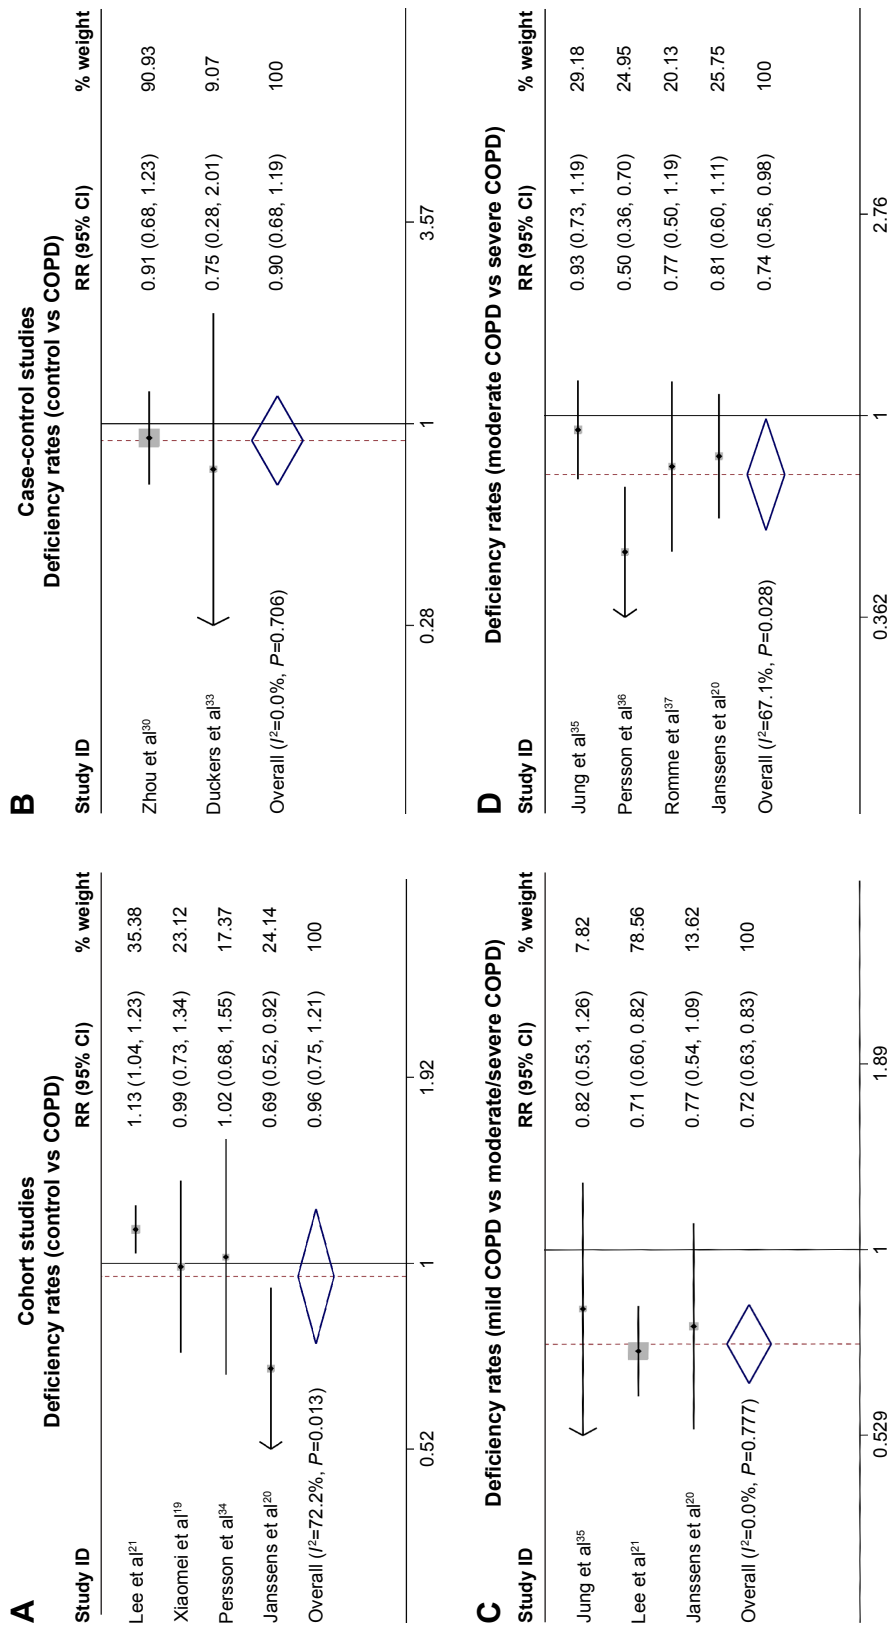 A
Cohort studies
Deficiency rates (control vs COPD)
Study ID RR (95% CI) % weight
Lee et al21 1.13 (1.04, 1.23) 35.38
Xiaomei et al19 0.99 (0.73, 1.34) 23.12
Persson et al34 1.02 (0.68, 1.55) 17.37
Janssens et al20 0.69 (0.52, 0.92) 24.14
Overall (I2=72.2%, P=0.013) 0.96 (0.75, 1.21) 100
0.52 1 1.92
B
Case-control studies
Deficiency rates (control vs COPD)
Study ID RR (95% CI) % weight
Zhou et al30 0.91 (0.68, 1.23) 90.93
Duckers et al33 0.75 (0.28, 2.01) 9.07
Overall (I2=0.0%, P=0.706) 0.90 (0.68, 1.19) 100
0.28 1 3.57
C
Deficiency rates (mild COPD vs moderate/severe COPD)
Study ID RR (95% CI) % weight
Jung et al35 0.82 (0.53, 1.26) 7.82
Lee et al21 0.71 (0.60, 0.82) 78.56
Janssens et al20 0.77 (0.54, 1.09) 13.62
Overall (I2=0.0%, P=0.777) 0.72 (0.63, 0.83) 100
0.529 1 1.89
D
Deficiency rates (moderate COPD vs severe COPD)
Study ID RR (95% CI) % weight
Jung et al35 0.93 (0.73, 1.19) 29.18
Persson et al36 0.50 (0.36, 0.70) 24.95
Romme et al37 0.77 (0.50, 1.19) 20.13
Janssens et al20 0.81 (0.60, 1.11) 25.75
Overall (I2=67.1%, P=0.028) 0.74 (0.56, 0.98) 100
0.362 1 2.76